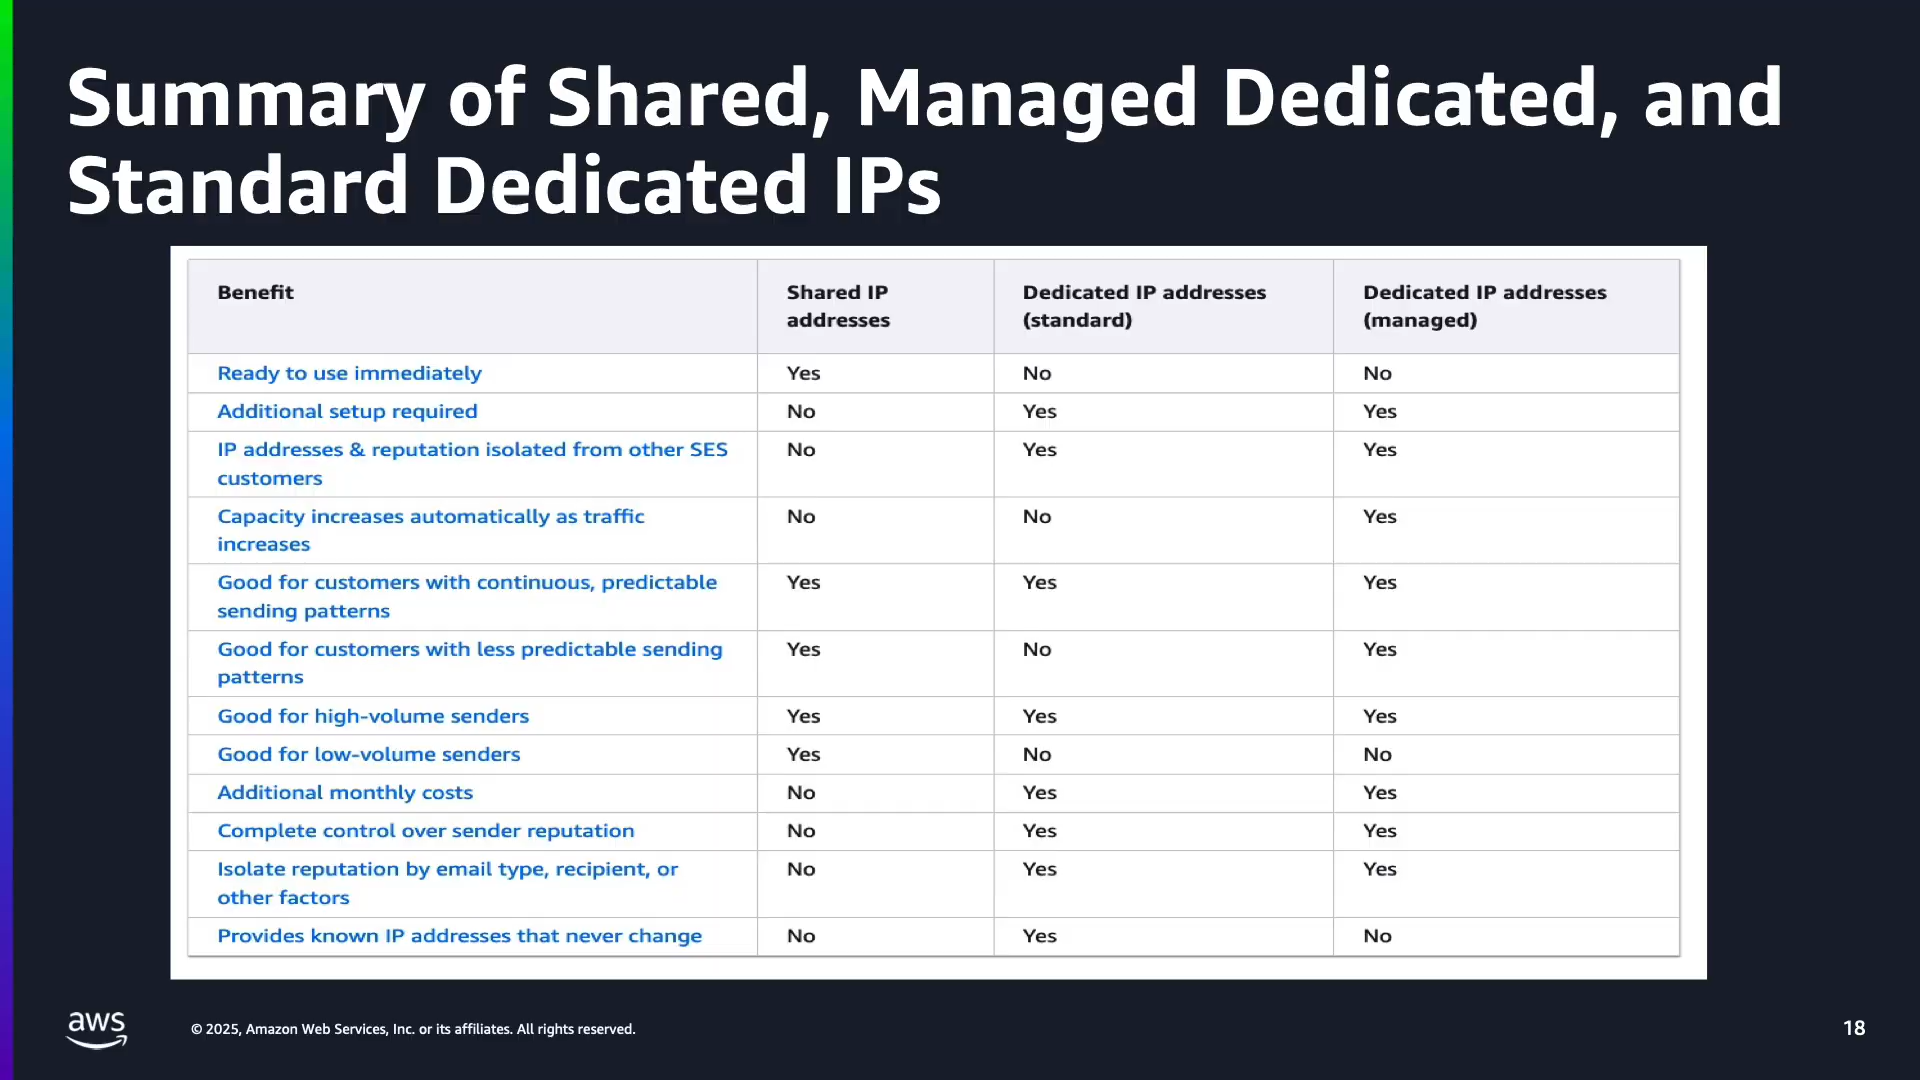 Summary of Shared, Managed Dedicated, and
Standard Dedicated IPs
Benefit
Shared IP
addresses
Dedicated IP addresses
(standard)
Dedicated IP addresses
(managed)
Ready to use immediately
Yes
No
No
Additional setup required
No
Yes
Yes
IP addresses & reputation isolated from other SES
customers
No
Yes
Yes
Capacity increases automatically as traffic
increases
No
No
Yes
Good for customers with continuous, predictable
sending patterns
Yes
Yes
Yes
Good for customers with less predictable sending
patterns
Yes
No
Yes
Good for high-volume senders
Yes
Yes
Yes
Good for low-volume senders
Yes
No
No
Additional monthly costs
No
Yes
Yes
Complete control over sender reputation
No
Yes
Yes
Isolate reputation by email type, recipient, or
other factors
No
Yes
Yes
Provides known IP addresses that never change
No
Yes
No
aws
© 2025, Amazon Web Services, Inc. or its affiliates. All rights reserved.
18